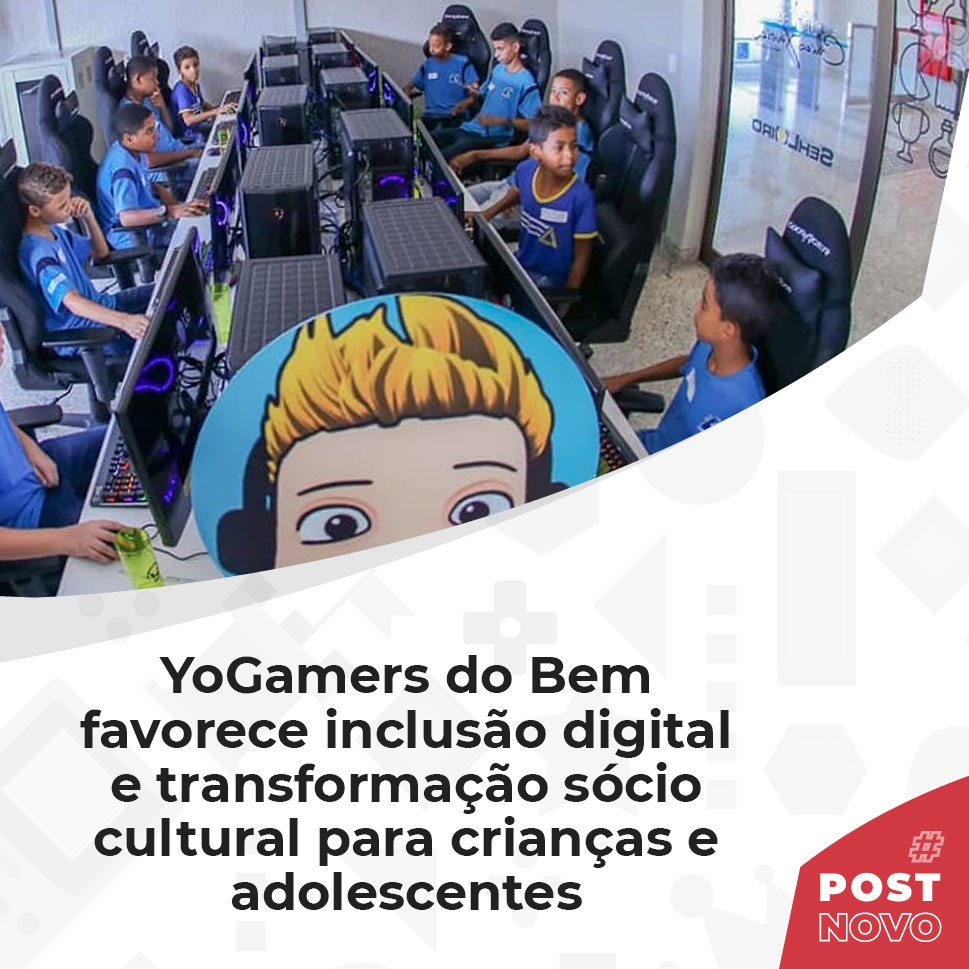 YoGamers do Bem
favorece inclusão digital
e transformação sócio
cultural para crianças e
adolescentes
#
POST
NOVO